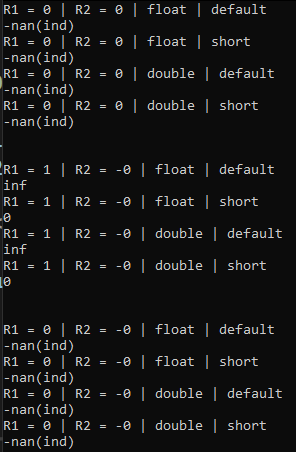 R1 = 0 | R2 = 0 | float | default
-nan(ind)
R1 = 0 | R2 = 0 | float | short
-nan(ind)
R1 = 0 | R2 = 0 | double | default
-nan(ind)
R1 = 0 | R2 = 0 | double | short
-nan(ind)
R1 = 1 | R2 = -0 | float | default
inf
R1 = 1 | R2 = -0 | float | short
0
R1 = 1 | R2 = -0 | double | default
inf
R1 = 1 | R2 = -0 | double | short
0
R1 = 0 | R2 = -0 | float | default
-nan(ind)
R1 = 0 | R2 = -0 | float | short
-nan(ind)
R1 = 0 | R2 = -0 | double | default
-nan(ind)
R1 = 0 | R2 = -0 | double | short
-nan(ind)